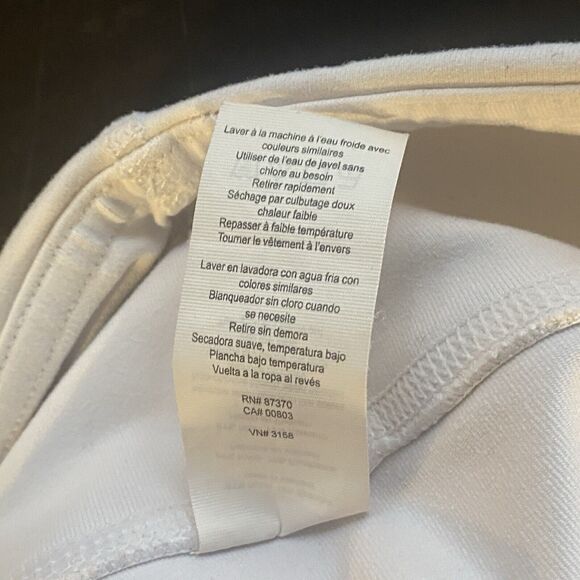 Laver à la machine à l'eau froide avec
couleurs similaires
Utiliser de l'eau de javel sans
chlore au besoin
Retirer rapidement
Séchage par culbutage doux
chaleur faible
Repasser à faible température
Tourner le vêtement à l'envers
Laver en lavadora con agua fria con
colores similares
Blanqueador sin cloro cuando
se necesite
Retire sin demora
Secadora suave, temperatura bajo
Plancha bajo temperatura
Vuelta a la ropa al revés
RN# 87370
CA# 00803
VN# 3168